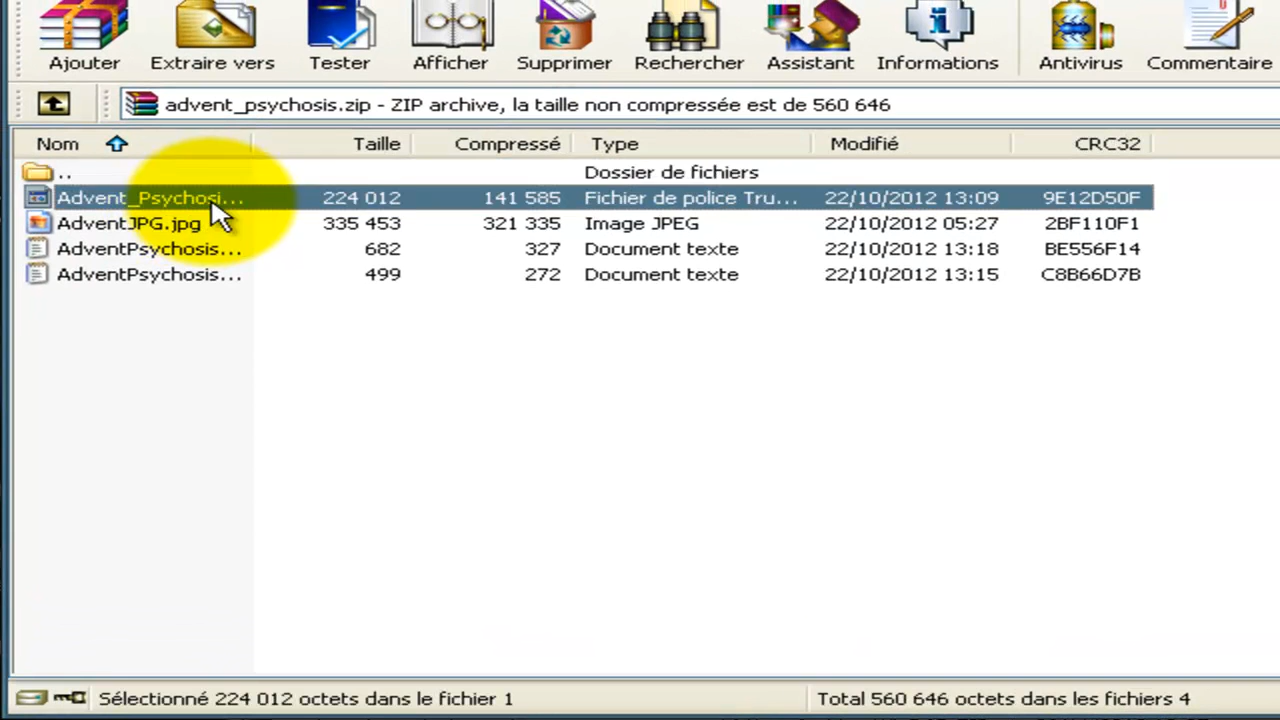 Ajouter Extraire vers Tester Afficher Supprimer Rechercher Assistant Informations Antivirus Commentaire
advent_psychosis.zip - ZIP archive, la taille non compressée est de 560 646
Nom Taille Compressé Type Modifié CRC32
.. Dossier de fichiers
Advent_Psychosi... 224 012 141 585 Fichier de police Tru... 22/10/2012 13:09 9E12D50F
AdventJPG.jpg 335 453 321 335 Image JPEG 22/10/2012 05:27 2BF110F1
AdventPsychosis... 682 327 Document texte 22/10/2012 13:18 BE556F14
AdventPsychosis... 499 272 Document texte 22/10/2012 13:15 C8B66D7B
Sélectionné 224 012 octets dans le fichier 1 Total 560 646 octets dans les fichiers 4